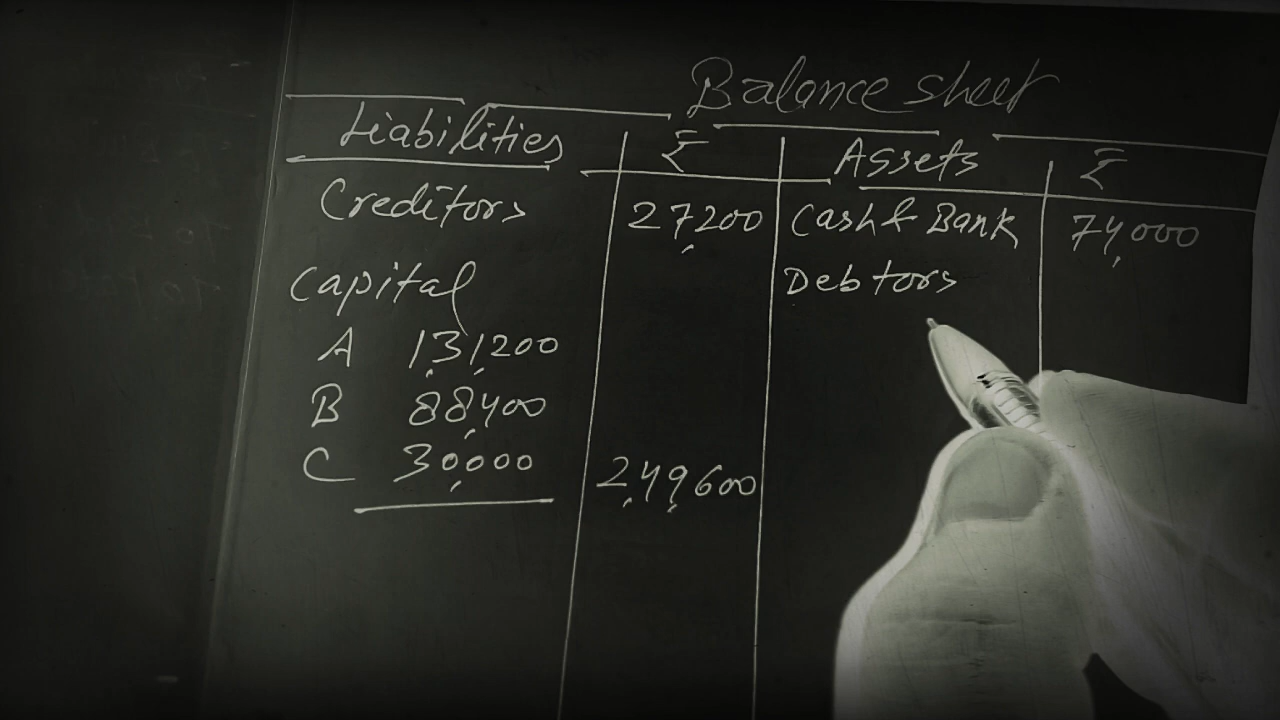 Balance sheet
Liabilities ₹ Assets ₹
Creditors 27,200 Cash & Bank 74,000
Capital Debtors
A 1,31,200
B 88,400
C 30,000 2,49,600